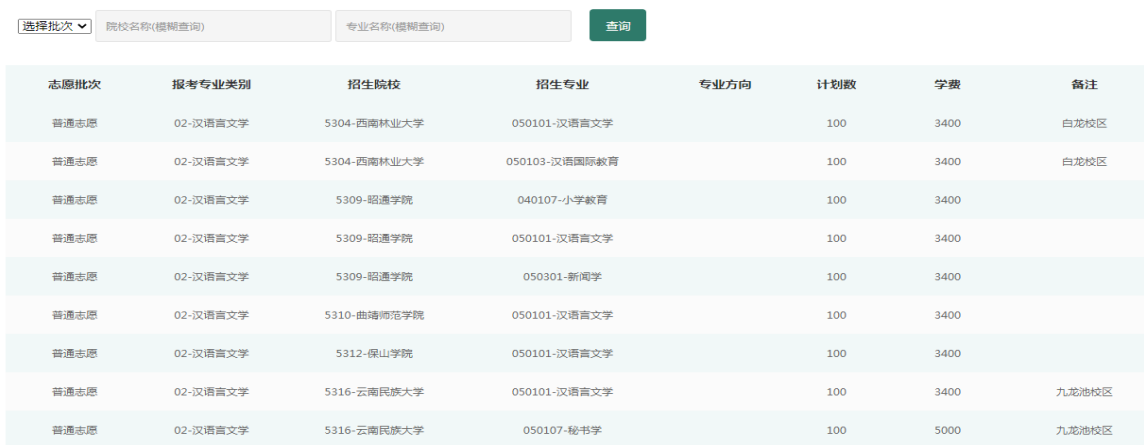 选择批次 院校名称(模糊查询) 专业名称(模糊查询) 查询
志愿批次 报考专业类别 招生院校 招生专业 专业方向 计划数 学费 备注
普通志愿 02-汉语言文学 5304-西南林业大学 050101-汉语言文学 100 3400 白龙校区
普通志愿 02-汉语言文学 5304-西南林业大学 050103-汉语国际教育 100 3400 白龙校区
普通志愿 02-汉语言文学 5309-昭通学院 040107-小学教育 100 3400
普通志愿 02-汉语言文学 5309-昭通学院 050101-汉语言文学 100 3400
普通志愿 02-汉语言文学 5309-昭通学院 050301-新闻学 100 3400
普通志愿 02-汉语言文学 5310-曲靖师范学院 050101-汉语言文学 100 3400
普通志愿 02-汉语言文学 5312-保山学院 050101-汉语言文学 100 3400
普通志愿 02-汉语言文学 5316-云南民族大学 050101-汉语言文学 100 3400 九龙池校区
普通志愿 02-汉语言文学 5316-云南民族大学 050107-秘书学 100 5000 九龙池校区